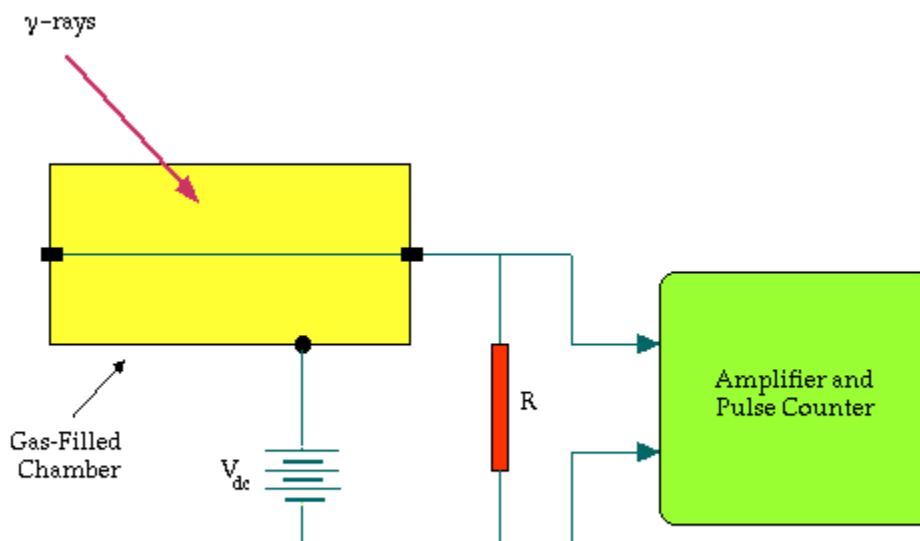 γ-rays
Amplifier and
Pulse Counter
R
Gas-Filled
Chamber
Vdc